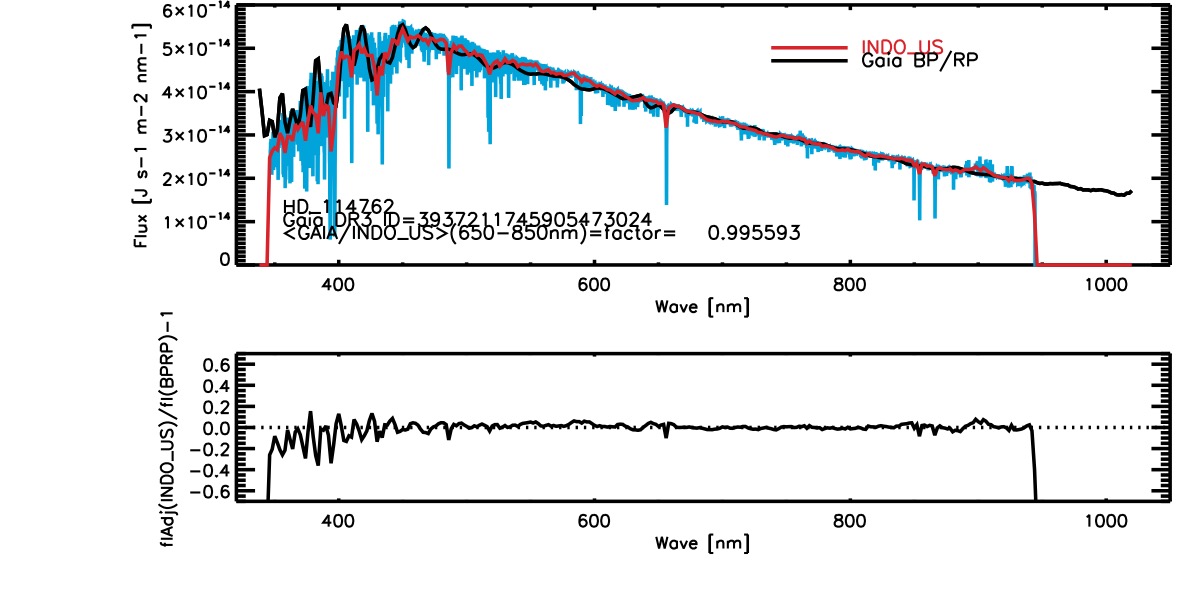 6×10−14
5×10−14
4×10−14
3×10−14
2×10−14
1×10−14
0
Flux [J s−1 m−2 nm−1]
INDO_US
Gaia BP/RP
HD_114762
Gaia DR3 ID=3937211745905473024
<GAIA/INDO_US>(650−850nm)=factor= 0.995593
400 600 800 1000
Wave [nm]
flAdj(INDO_US)/fl(BPRP)−1
0.6
0.4
0.2
0.0
−0.2
−0.4
−0.6
400 600 800 1000
Wave [nm]